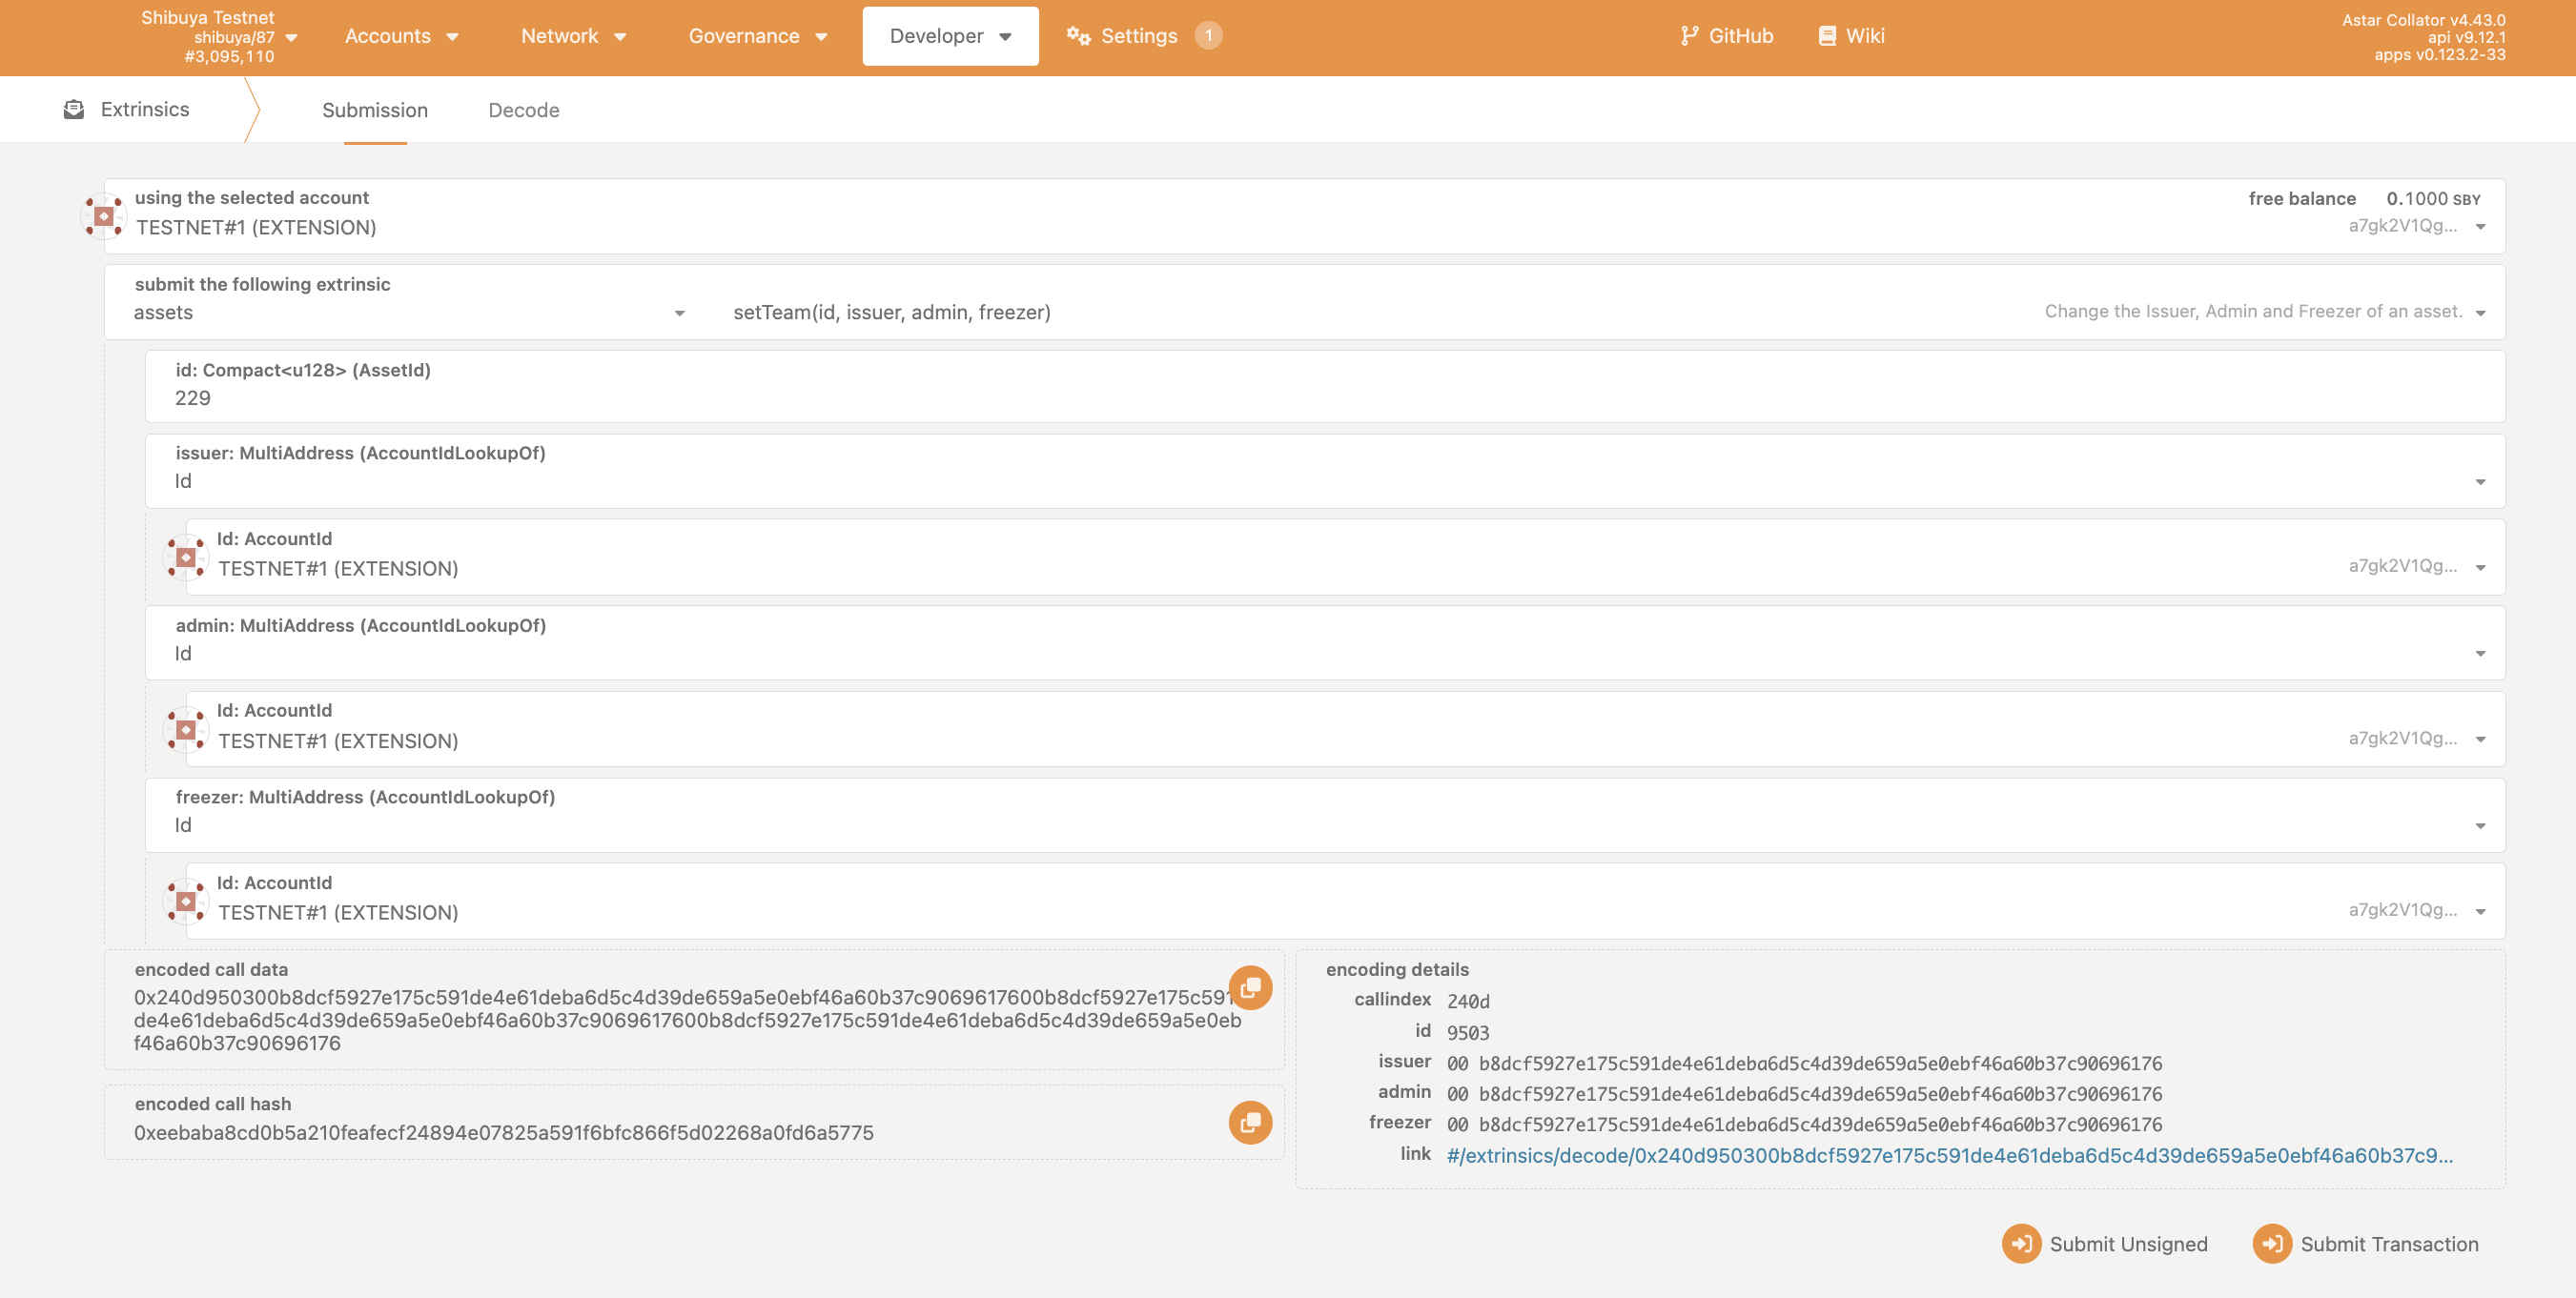 Shibuya Testnet
shibuya/87
#3,095,110
Accounts
Network
Governance
Developer
Settings
1
GitHub
Wiki
Astar Collator v4.43.0
api v9.12.1
apps v0.123.2-33
Extrinsics
Submission
Decode
using the selected account
TESTNET#1 (EXTENSION)
free balance 0.1000 SBY
a7gk2V1Qg...
submit the following extrinsic
assets
setTeam(id, issuer, admin, freezer)
Change the Issuer, Admin and Freezer of an asset.
id: Compact<u128> (AssetId)
229
issuer: MultiAddress (AccountIdLookupOf)
Id
Id: AccountId
TESTNET#1 (EXTENSION)
a7gk2V1Qg...
admin: MultiAddress (AccountIdLookupOf)
Id
Id: AccountId
TESTNET#1 (EXTENSION)
a7gk2V1Qg...
freezer: MultiAddress (AccountIdLookupOf)
Id
Id: AccountId
TESTNET#1 (EXTENSION)
a7gk2V1Qg...
encoded call data
0x240d950300b8dcf5927e175c591de4e61deba6d5c4d39de659a5e0ebf46a60b37c9069617600b8dcf5927e175c591
de4e61deba6d5c4d39de659a5e0ebf46a60b37c9069617600b8dcf5927e175c591de4e61deba6d5c4d39de659a5e0eb
f46a60b37c90696176
encoded call hash
0xeebaba8cd0b5a210feafecf24894e07825a591f6bfc866f5d02268a0fd6a5775
encoding details
callindex 240d
id 9503
issuer 00 b8dcf5927e175c591de4e61deba6d5c4d39de659a5e0ebf46a60b37c90696176
admin 00 b8dcf5927e175c591de4e61deba6d5c4d39de659a5e0ebf46a60b37c90696176
freezer 00 b8dcf5927e175c591de4e61deba6d5c4d39de659a5e0ebf46a60b37c90696176
link #/extrinsics/decode/0x240d950300b8dcf5927e175c591de4e61deba6d5c4d39de659a5e0ebf46a60b37c9...
Submit Unsigned
Submit Transaction